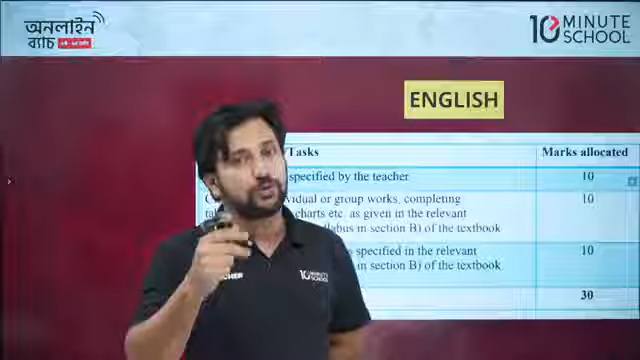 অনলাইন
ব্যাচ
10 MINUTE
SCHOOL
ENGLISH
Tasks
Marks allocated
specified by the teacher
10
vidual or group works, completing
10
charts etc. as given in the relevant
in section B) of the textbook
specified in the relevant
10
in section B) of the textbook
30
10 MINUTE
SCHOOL